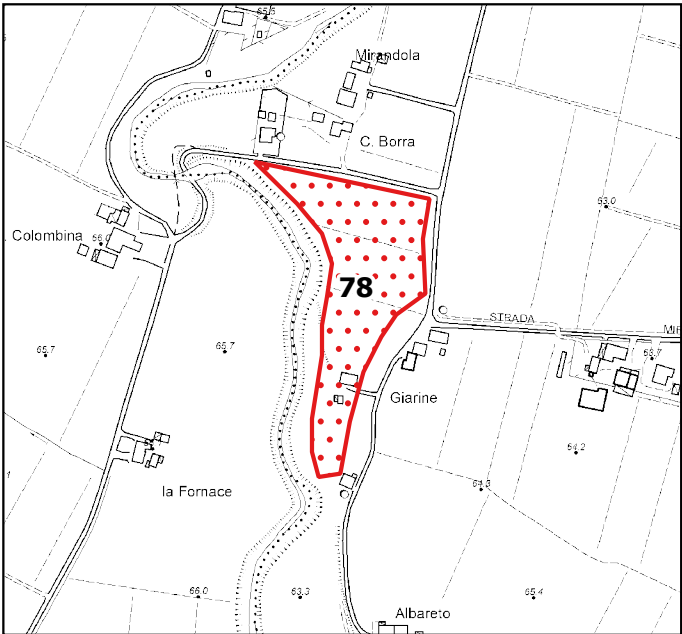 65.5
Mirandola
C. Borra
63.0
Colombina
66.0
78
STRADA
MIR
65.7
65.7
63.7
Giarine
64.2
la Fornace
64.3
66.0
63.3
65.4
Albareto